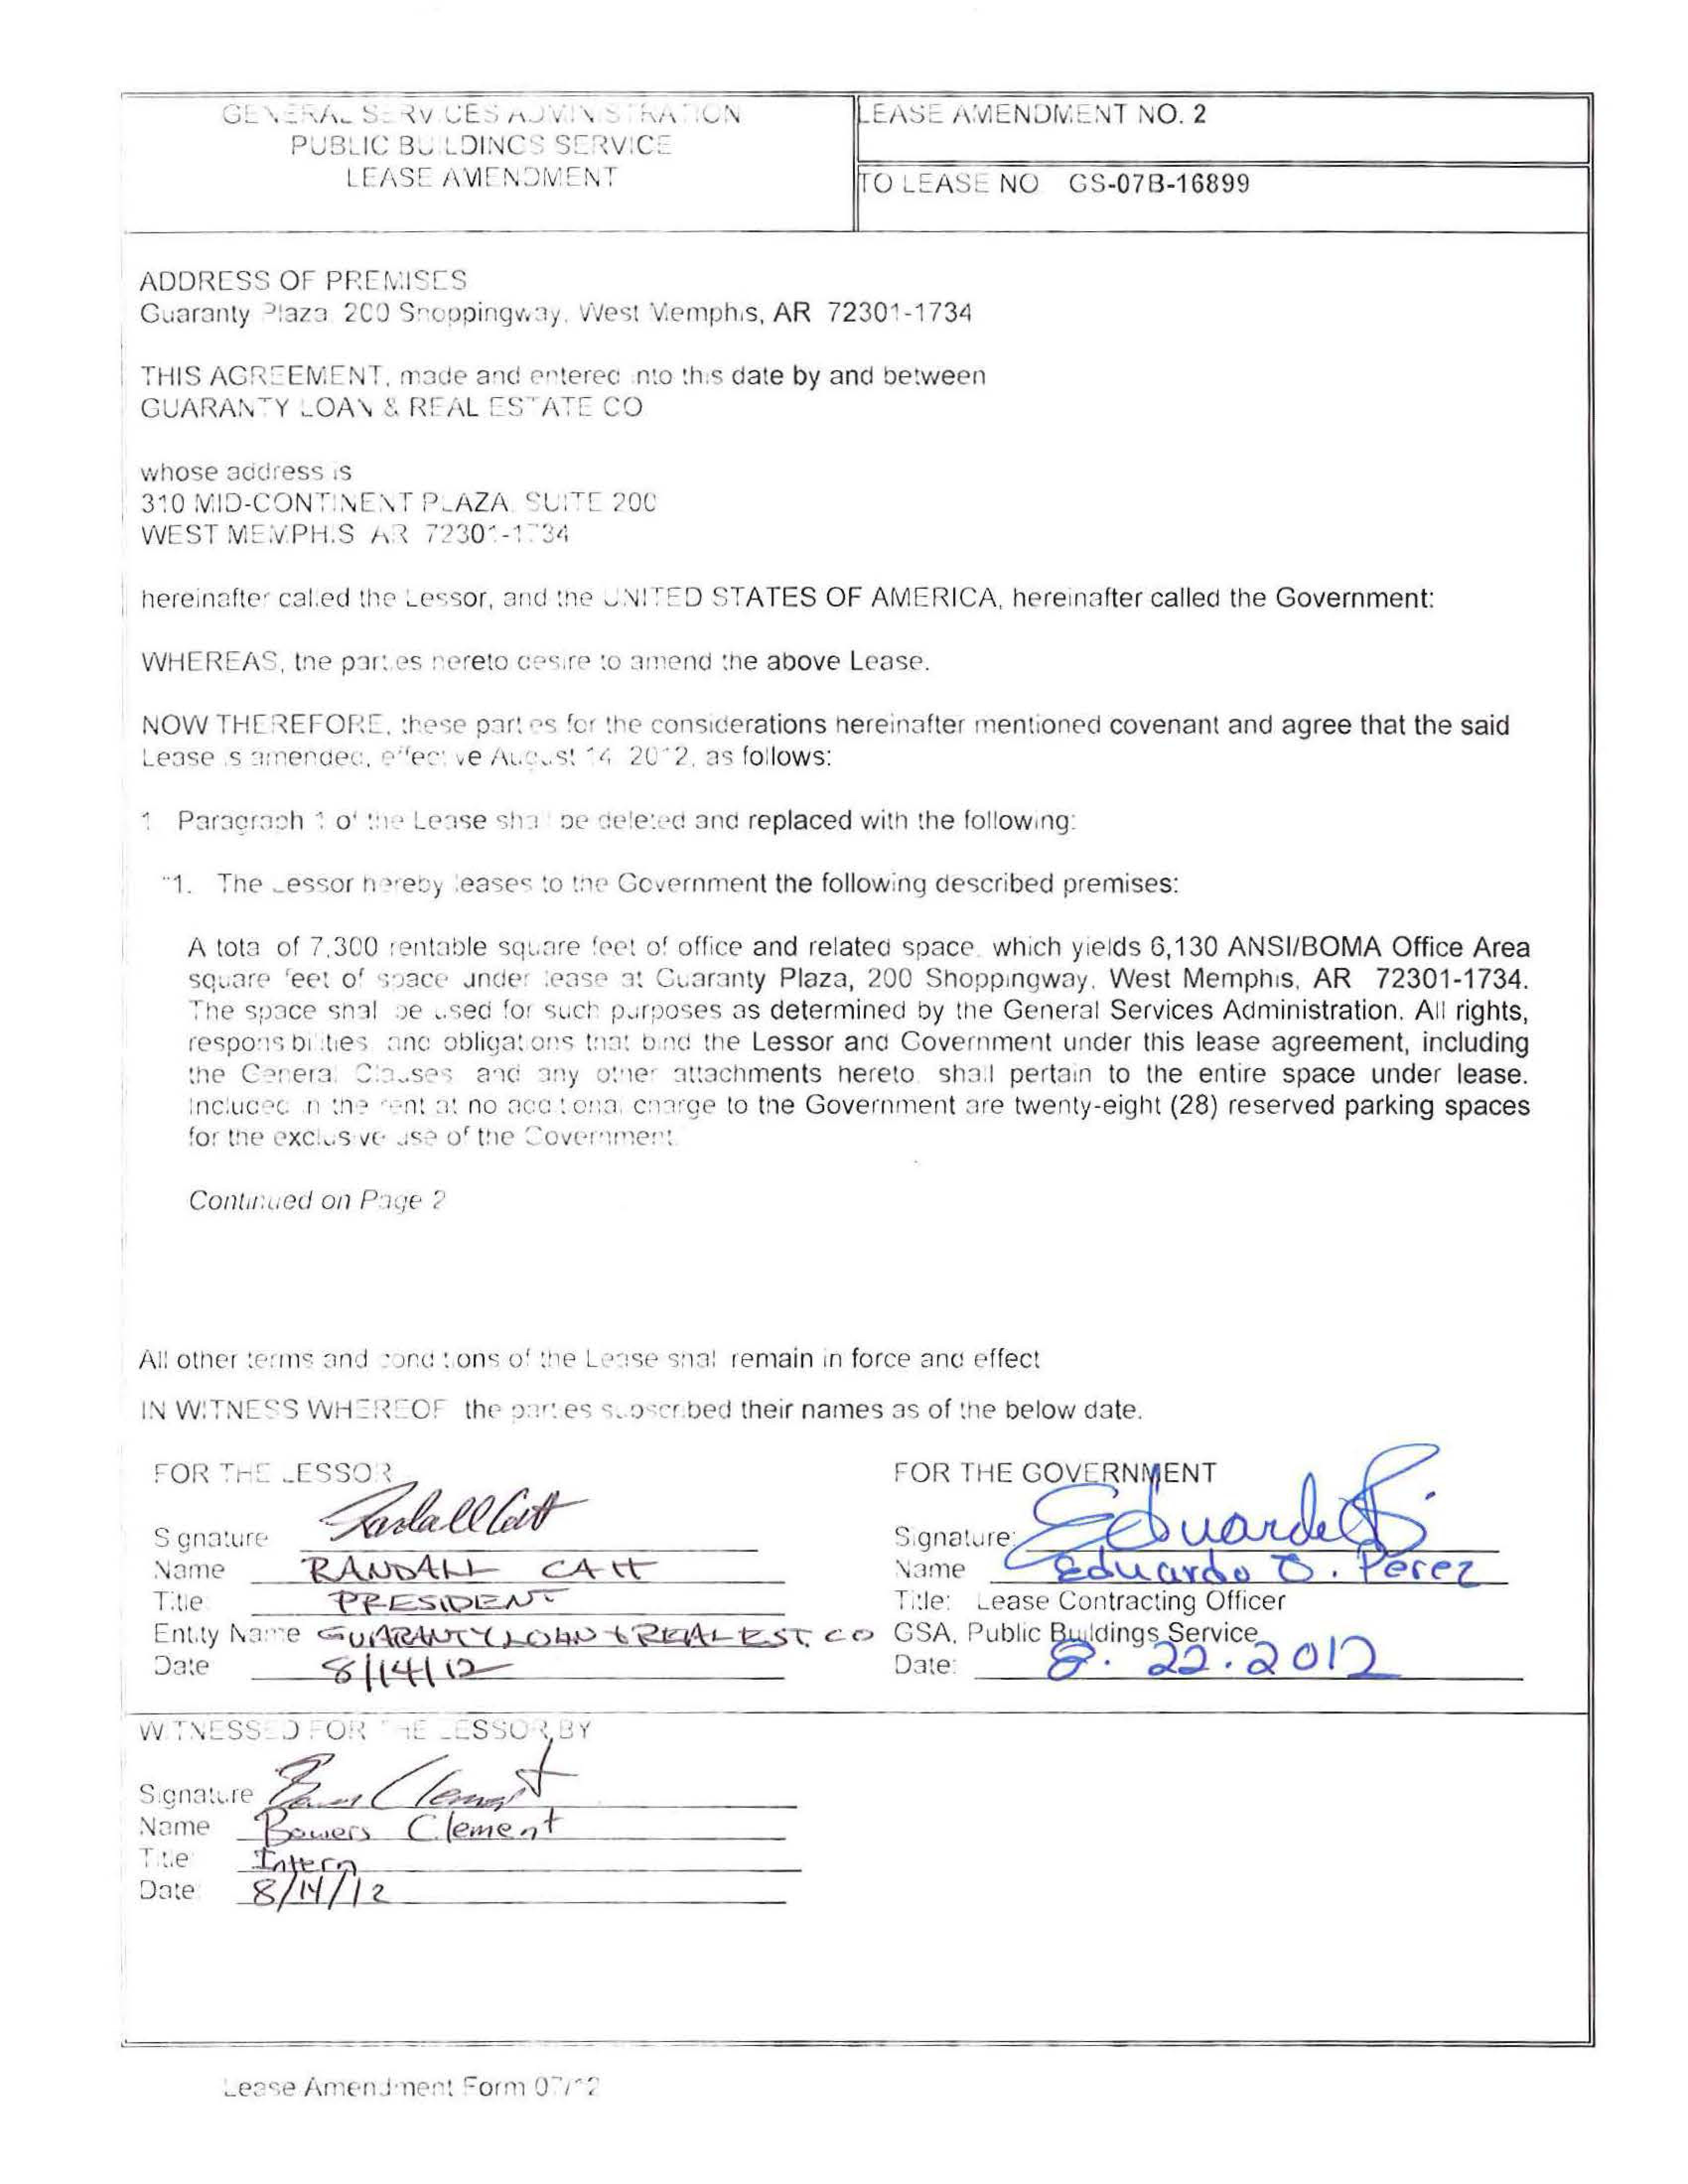 GENERAL SERVICES ADMINISTRATION
PUBLIC BUILDINGS SERVICE
LEASE AMENDMENT
LEASE AMENDMENT NO. 2
TO LEASE NO GS-07B-16899
ADDRESS OF PREMISES
Guaranty Plaza 200 Shoppingway, West Memphis, AR 72301-1734
THIS AGREEMENT, made and entered into this date by and between
GUARANTY LOAN & REAL ESTATE CO
whose address is
310 MID-CONTINENT PLAZA, SUITE 200
WEST MEMPHIS AR 72301-1734
hereinafter called the Lessor, and the UNITED STATES OF AMERICA, hereinafter called the Government:
WHEREAS, the parties hereto desire to amend the above Lease.
NOW THEREFORE, these parties for the considerations hereinafter mentioned covenant and agree that the said
Lease is amended, effective August 14 2012, as follows:
1 Paragraph 1 of the Lease shall be deleted and replaced with the following:
"1. The Lessor hereby leases to the Government the following described premises:
A total of 7,300 rentable square feet of office and related space, which yields 6,130 ANSI/BOMA Office Area
square feet of space under lease at Guaranty Plaza, 200 Shoppingway, West Memphis, AR 72301-1734.
The space shall be used for such purposes as determined by the General Services Administration. All rights,
responsibilities and obligations that bind the Lessor and Government under this lease agreement, including
the General Clauses and any other attachments hereto, shall pertain to the entire space under lease.
Included in the rent at no additional charge to the Government are twenty-eight (28) reserved parking spaces
for the exclusive use of the Government.
Continued on Page 2
All other terms and conditions of the Lease shall remain in force and effect
IN WITNESS WHEREOF the parties subscribed their names as of the below date.
FOR THE LESSOR
Signature Randall Catt
Name RANDALL CATT
Title PRESIDENT
Entity Name GUARANTY LOAN & REAL EST. CO
Date 8/14/12
FOR THE GOVERNMENT
Signature:
Name Eduardo O. Perez
Title: Lease Contracting Officer
GSA, Public Buildings Service
Date: 8.22.2012
WITNESSED FOR THE LESSOR BY
Signature
Name Bowers Clement
Title Intern
Date 8/14/12
Lease Amendment Form 07/12